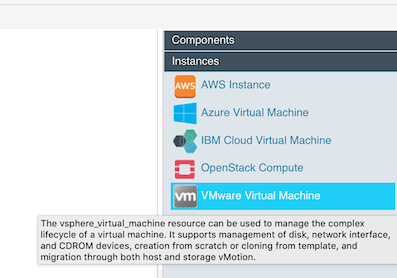 Components
Instances
AWS AWS Instance
Azure Virtual Machine
IBM Cloud Virtual Machine
OpenStack Compute
vm VMware Virtual Machine
The vsphere_virtual_machine resource can be used to manage the complex
lifecycle of a virtual machine. It supports management of disk, network interface,
and CDROM devices, creation from scratch or cloning from template, and
migration through both host and storage vMotion.